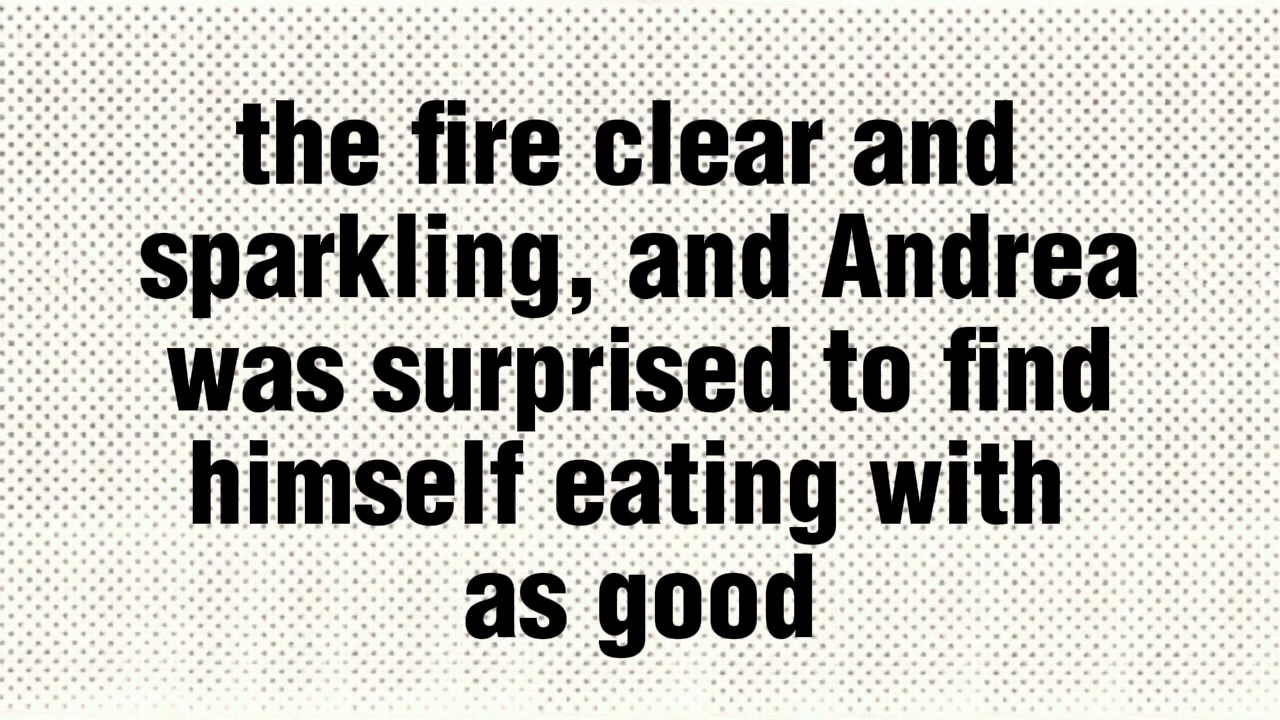 the fire clear and
sparkling, and Andrea
was surprised to find
himself eating with
as good